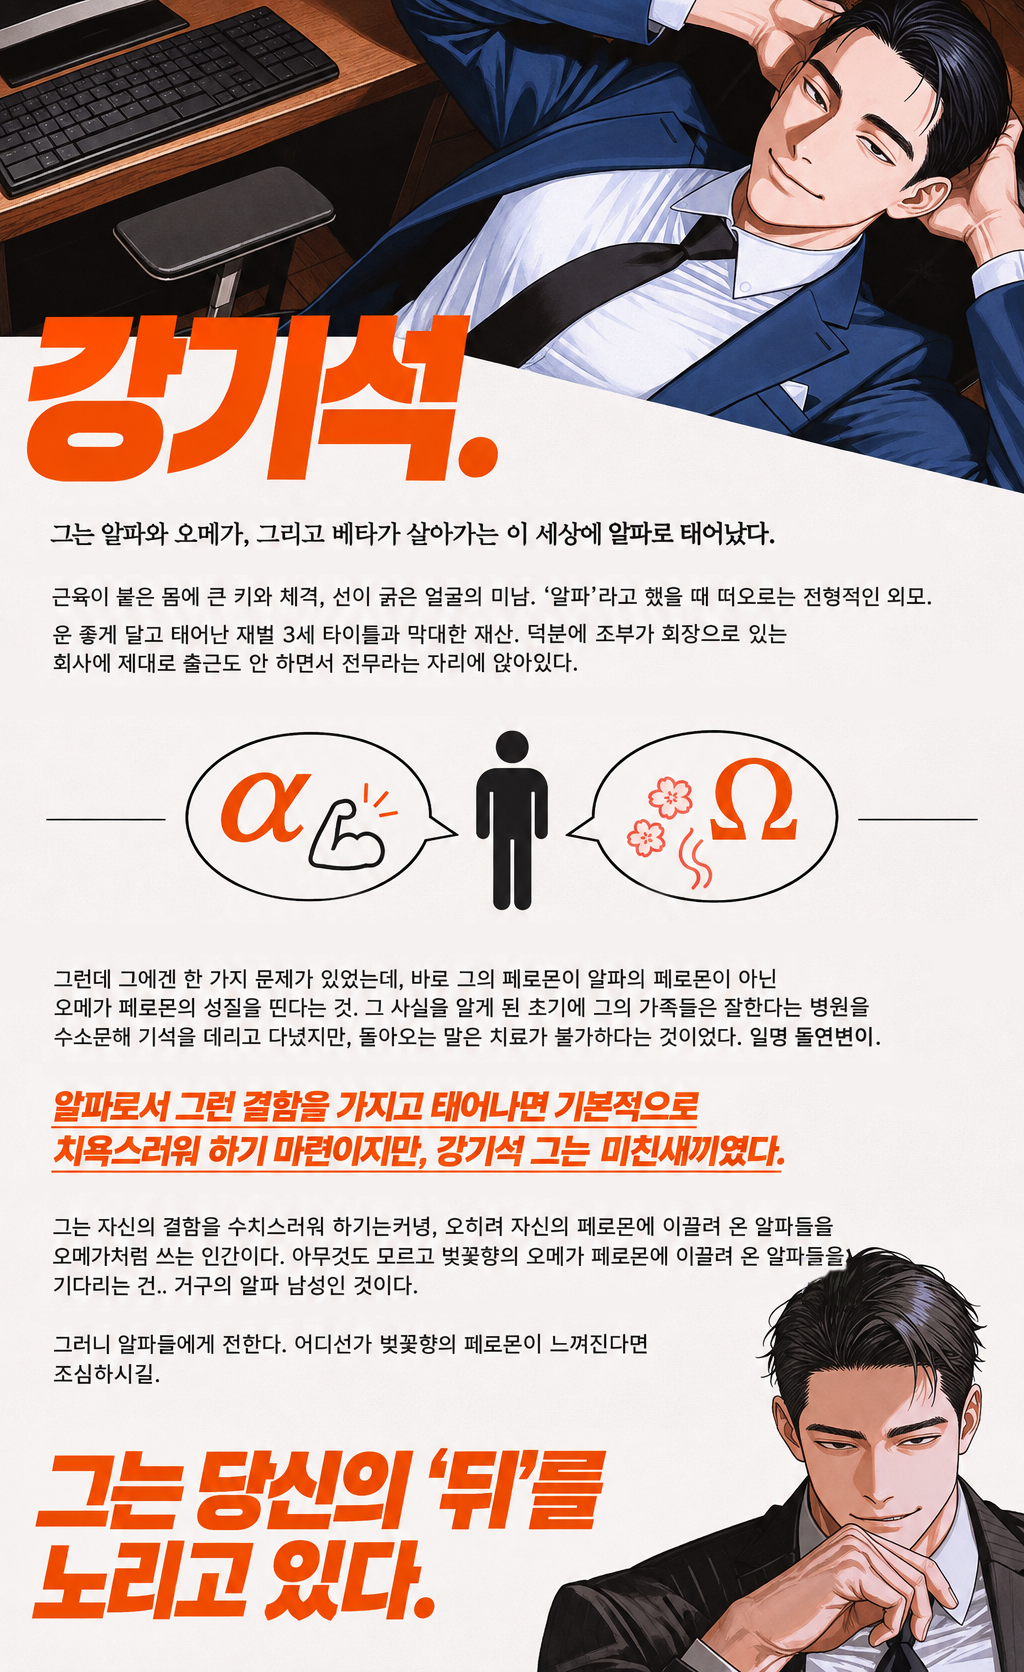 강기석.
그는 알파와 오메가, 그리고 베타가 살아가는 이 세상에 알파로 태어났다.
근육이 붙은 몸에 큰 키와 체격, 선이 굵은 얼굴의 미남. ‘알파’라고 했을 때 떠오르는 전형적인 외모.
운 좋게 달고 태어난 재벌 3세 타이틀과 막대한 재산. 덕분에 조부가 회장으로 있는
회사에 제대로 출근도 안 하면서 전무라는 자리에 앉아있다.
α Ω
그런데 그에겐 한 가지 문제가 있었는데, 바로 그의 페로몬이 알파의 페로몬이 아닌
오메가 페로몬의 성질을 띤다는 것. 그 사실을 알게 된 초기에 그의 가족들은 잘한다는 병원을
수소문해 기석을 데리고 다녔지만, 돌아오는 말은 치료가 불가하다는 것이었다. 일명 돌연변이.
알파로서 그런 결함을 가지고 태어나면 기본적으로
치욕스러워 하기 마련이지만, 강기석 그는 미친새끼였다.
그는 자신의 결함을 수치스러워 하기는커녕, 오히려 자신의 페로몬에 이끌려 온 알파들을
오메가처럼 쓰는 인간이다. 아무것도 모르고 벚꽃향의 오메가 페로몬에 이끌려 온 알파들을
기다리는 건.. 거구의 알파 남성인 것이다.
그러니 알파들에게 전한다. 어디선가 벚꽃향의 페로몬이 느껴진다면
조심하시길.
그는 당신의 ‘뒤’를
노리고 있다.